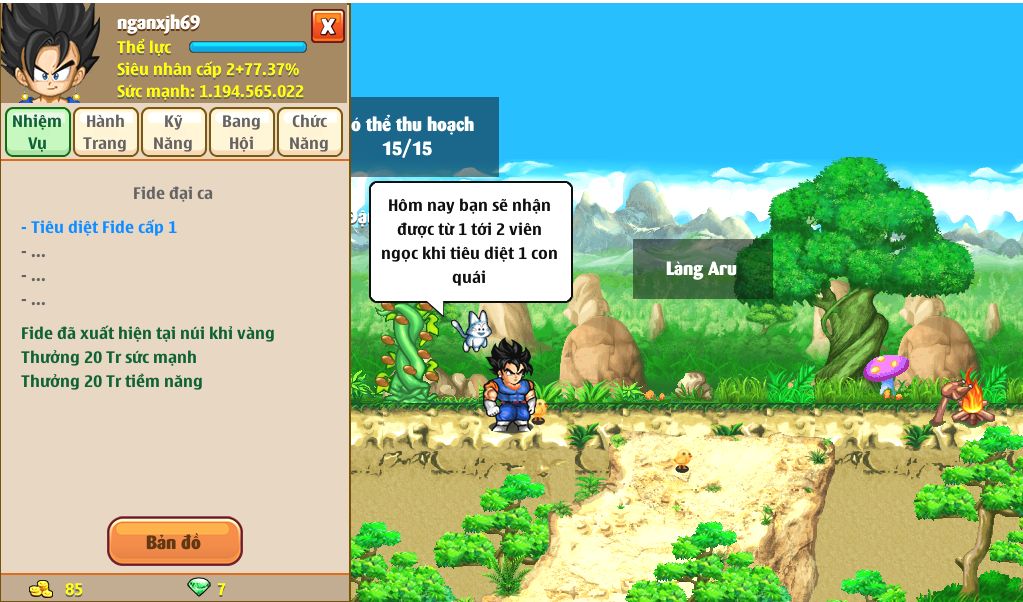 nganxjh69
X
Thể lực
Siêu nhân cấp 2+77.37%
Sức mạnh: 1.194.565.022
Nhiệm Vụ
Hành Trang
Kỹ Năng
Bang Hội
Chức Năng
Fide đại ca
- Tiêu diệt Fide cấp 1
- ...
- ...
- ...
Fide đã xuất hiện tại núi khỉ vàng
Thưởng 20 Tr sức mạnh
Thưởng 20 Tr tiềm năng
Bản đồ
85
7
ó thể thu hoạch
15/15
Hôm nay bạn sẽ nhận
được từ 1 tới 2 viên
ngọc khi tiêu diệt 1 con
quái
Làng Aru